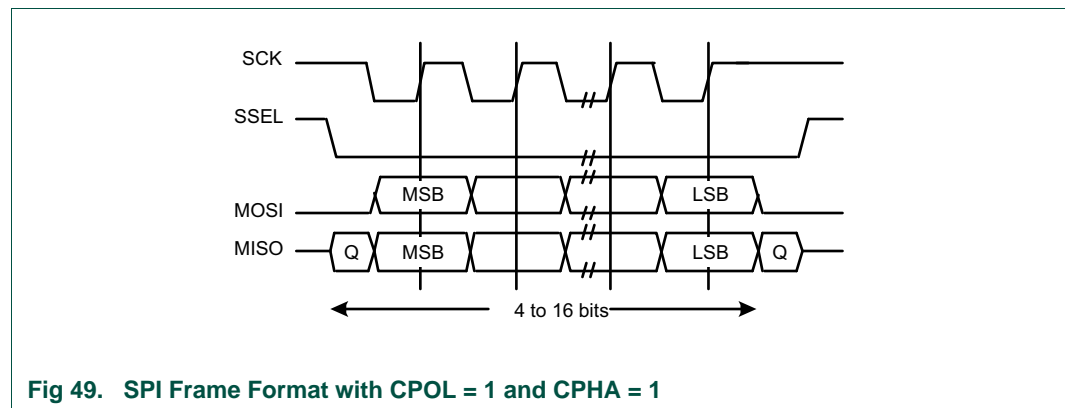 SCK
SSEL
MOSI MSB LSB
MISO Q MSB LSB Q
4 to 16 bits
Fig 49. SPI Frame Format with CPOL = 1 and CPHA = 1